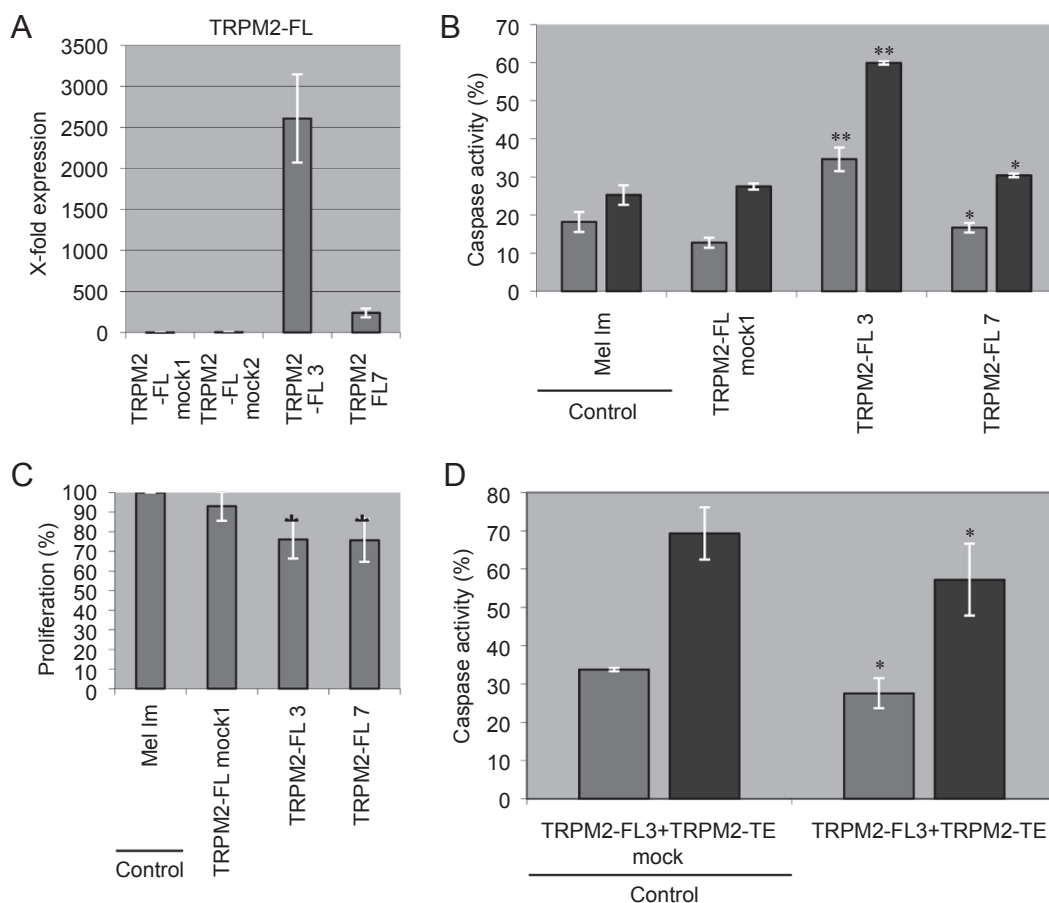 A
TRPM2-FL
X-fold expression
3500
3000
2500
2000
1500
1000
500
0
TRPM2
-FL
mock1
TRPM2
-FL
mock2
TRPM2
-FL 3
TRPM2
FL7
B
Caspase activity (%)
70
60
50
40
30
20
10
0
**
**
*
*
Mel Im
TRPM2-FL
mock1
TRPM2-FL 3
TRPM2-FL 7
Control
C
Proliferation (%)
100
90
80
70
60
50
40
30
20
10
0
*
*
Mel Im
TRPM2-FL mock1
TRPM2-FL 3
TRPM2-FL 7
Control
D
Caspase activity (%)
80
70
60
50
40
30
20
10
0
*
*
TRPM2-FL3+TRPM2-TE
mock
TRPM2-FL3+TRPM2-TE
Control